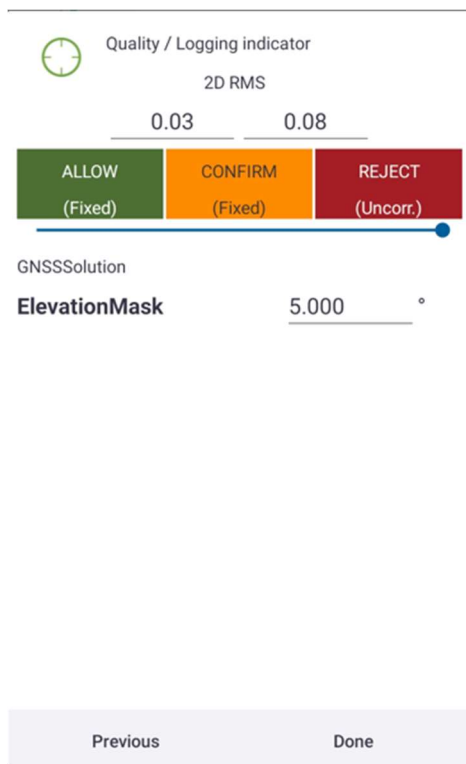 Quality / Logging indicator
2D RMS
0.03 0.08
ALLOW CONFIRM REJECT
(Fixed) (Fixed) (Uncorr.)
GNSSSolution
ElevationMask 5.000 °
Previous Done